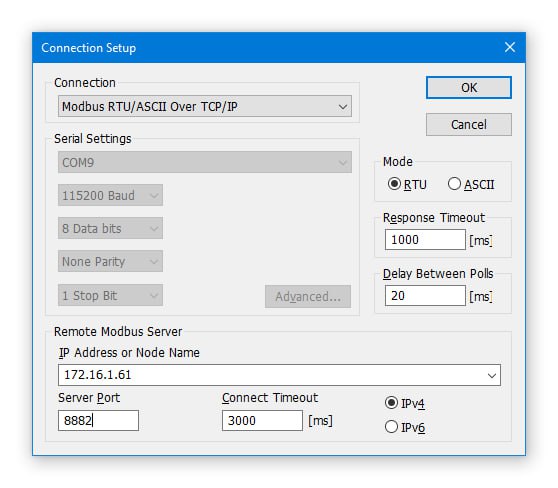 Connection Setup
Connection
Modbus RTU/ASCII Over TCP/IP
OK
Cancel
Serial Settings
COM9
115200 Baud
8 Data bits
None Parity
1 Stop Bit
Advanced...
Mode
RTU
ASCII
Response Timeout
1000 [ms]
Delay Between Polls
20 [ms]
Remote Modbus Server
IP Address or Node Name
172.16.1.61
Server Port
8882
Connect Timeout
3000 [ms]
IPv4
IPv6